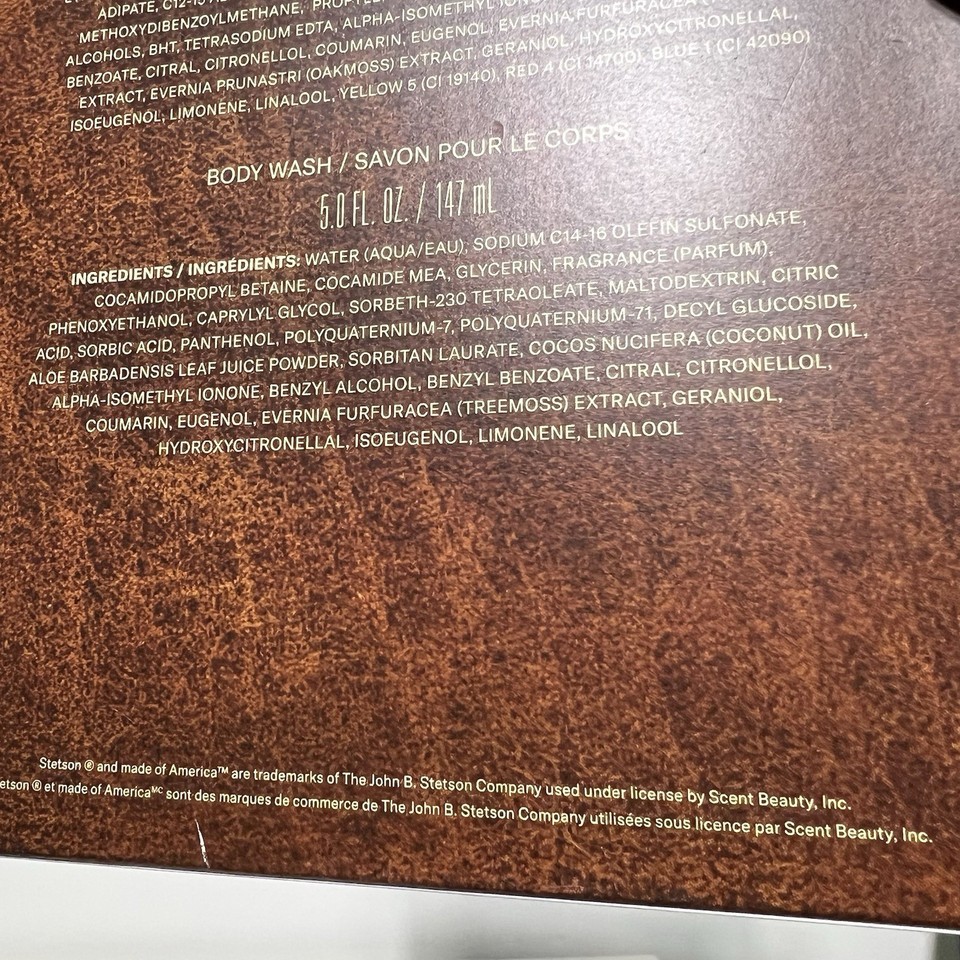 ADIPATE,
METHOXYDIBENZOYLMETHANE,
ALCOHOLS, BHT, TETRASODIUM EDTA, ALPHA-ISOMETHYL
BENZOATE, CITRAL, CITRONELLOL, COUMARIN, EUGENOL, EVERNIA FURFURACEA
EXTRACT, EVERNIA PRUNASTRI (OAKMOSS) EXTRACT, GERANIOL, HYDROXYCITRONELLAL,
ISOEUGENOL, LIMONENE, LINALOOL, YELLOW 5 (CI 19140), RED 4 (CI 14700), BLUE 1 (CI 42090)
BODY WASH / SAVON POUR LE CORPS
5.0 FL. OZ. / 147 mL
INGREDIENTS / INGRÉDIENTS: WATER (AQUA/EAU), SODIUM C14-16 OLEFIN SULFONATE,
COCAMIDOPROPYL BETAINE, COCAMIDE MEA, GLYCERIN, FRAGRANCE (PARFUM),
PHENOXYETHANOL, CAPRYLYL GLYCOL, SORBETH-230 TETRAOLEATE, MALTODEXTRIN, CITRIC
ACID, SORBIC ACID, PANTHENOL, POLYQUATERNIUM-7, POLYQUATERNIUM-71, DECYL GLUCOSIDE,
ALOE BARBADENSIS LEAF JUICE POWDER, SORBITAN LAURATE, COCOS NUCIFERA (COCONUT) OIL,
ALPHA-ISOMETHYL IONONE, BENZYL ALCOHOL, BENZYL BENZOATE, CITRAL, CITRONELLOL,
COUMARIN, EUGENOL, EVERNIA FURFURACEA (TREEMOSS) EXTRACT, GERANIOL,
HYDROXYCITRONELLAL, ISOEUGENOL, LIMONENE, LINALOOL
Stetson ® and made of America™ are trademarks of The John B. Stetson Company used under license by Scent Beauty, Inc.
etson ® et made of Americaᴹᶜ sont des marques de commerce de The John B. Stetson Company utilisées sous licence par Scent Beauty, Inc.